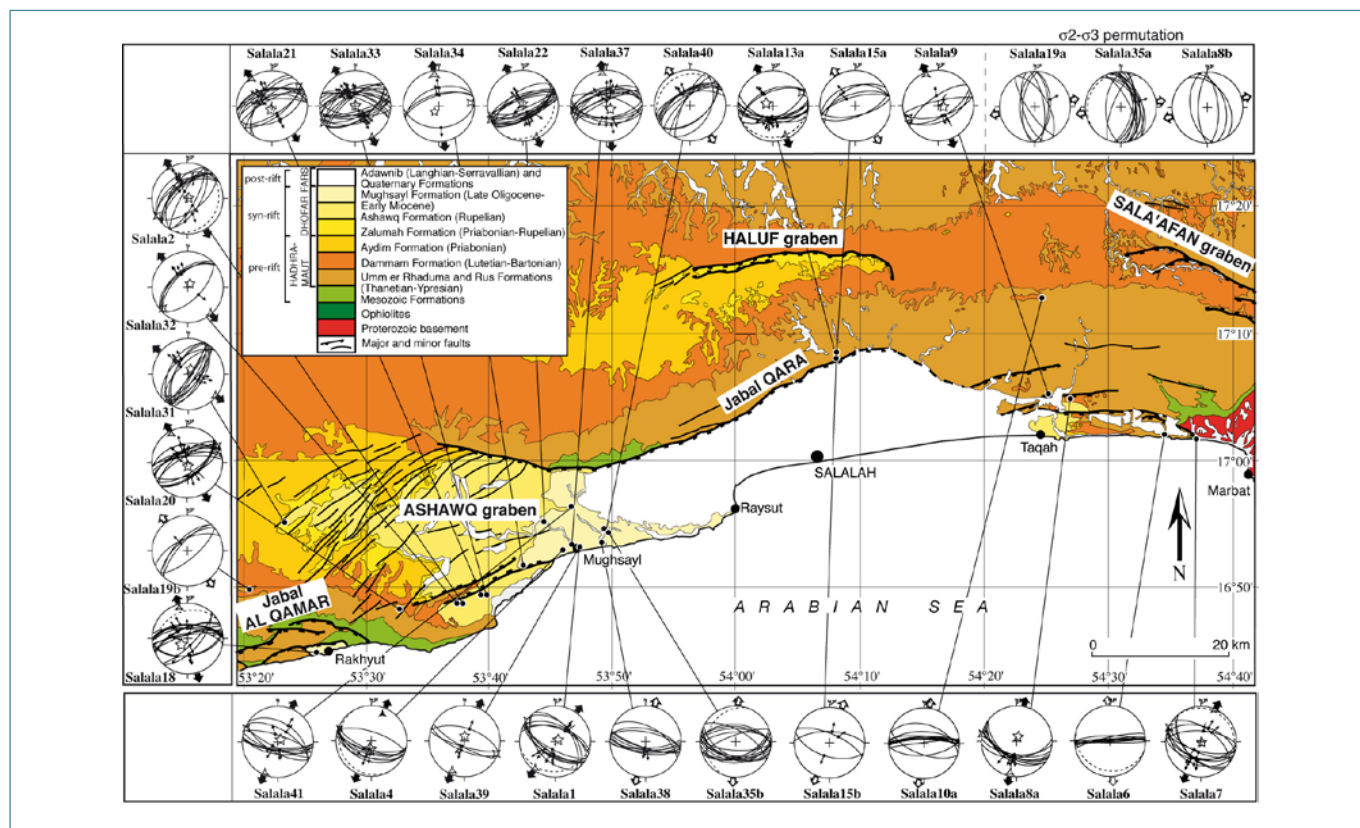 σ2-σ3 permutation
Salala21 Salala33 Salala34 Salala22 Salala37 Salala40 Salala13a Salala15a Salala9 Salala19a Salala35a Salala8b
Salala2
Salala32
Salala31
Salala20
Salala19b
Salala18
post-rift
syn-rift
pre-rift
DHOFAR FARS
HADHRA-
MAUT
Adawnib (Langhian-Serravallian) and
Quaternary Formations
Mughsayl Formation (Late Oligocene-
Early Miocene)
Ashawq Formation (Rupelian)
Zalumah Formation (Priabonian-Rupelian)
Aydim Formation (Priabonian)
Dammam Formation (Lutetian-Bartonian)
Umm er Rhaduma and Rus Formations
(Thanetian-Ypresian)
Mesozoic Formations
Ophiolites
Proterozoic basement
Major and minor faults
HALUF graben
SALA'AFAN graben
17°20
17°10
17°00
16°50
Jabal QARA
Taqah
SALALAH
Marbat
Raysut
ASHAWQ graben
Mughsayl
Jabal
AL QAMAR
Rakhyut
ARABIAN SEA
N
0 20 km
53°20 53°30 53°40 53°50 54°00 54°10 54°20 54°30 54°40
Salala41 Salala4 Salala39 Salala1 Salala38 Salala35b Salala15b Salala10a Salala8a Salala6 Salala7